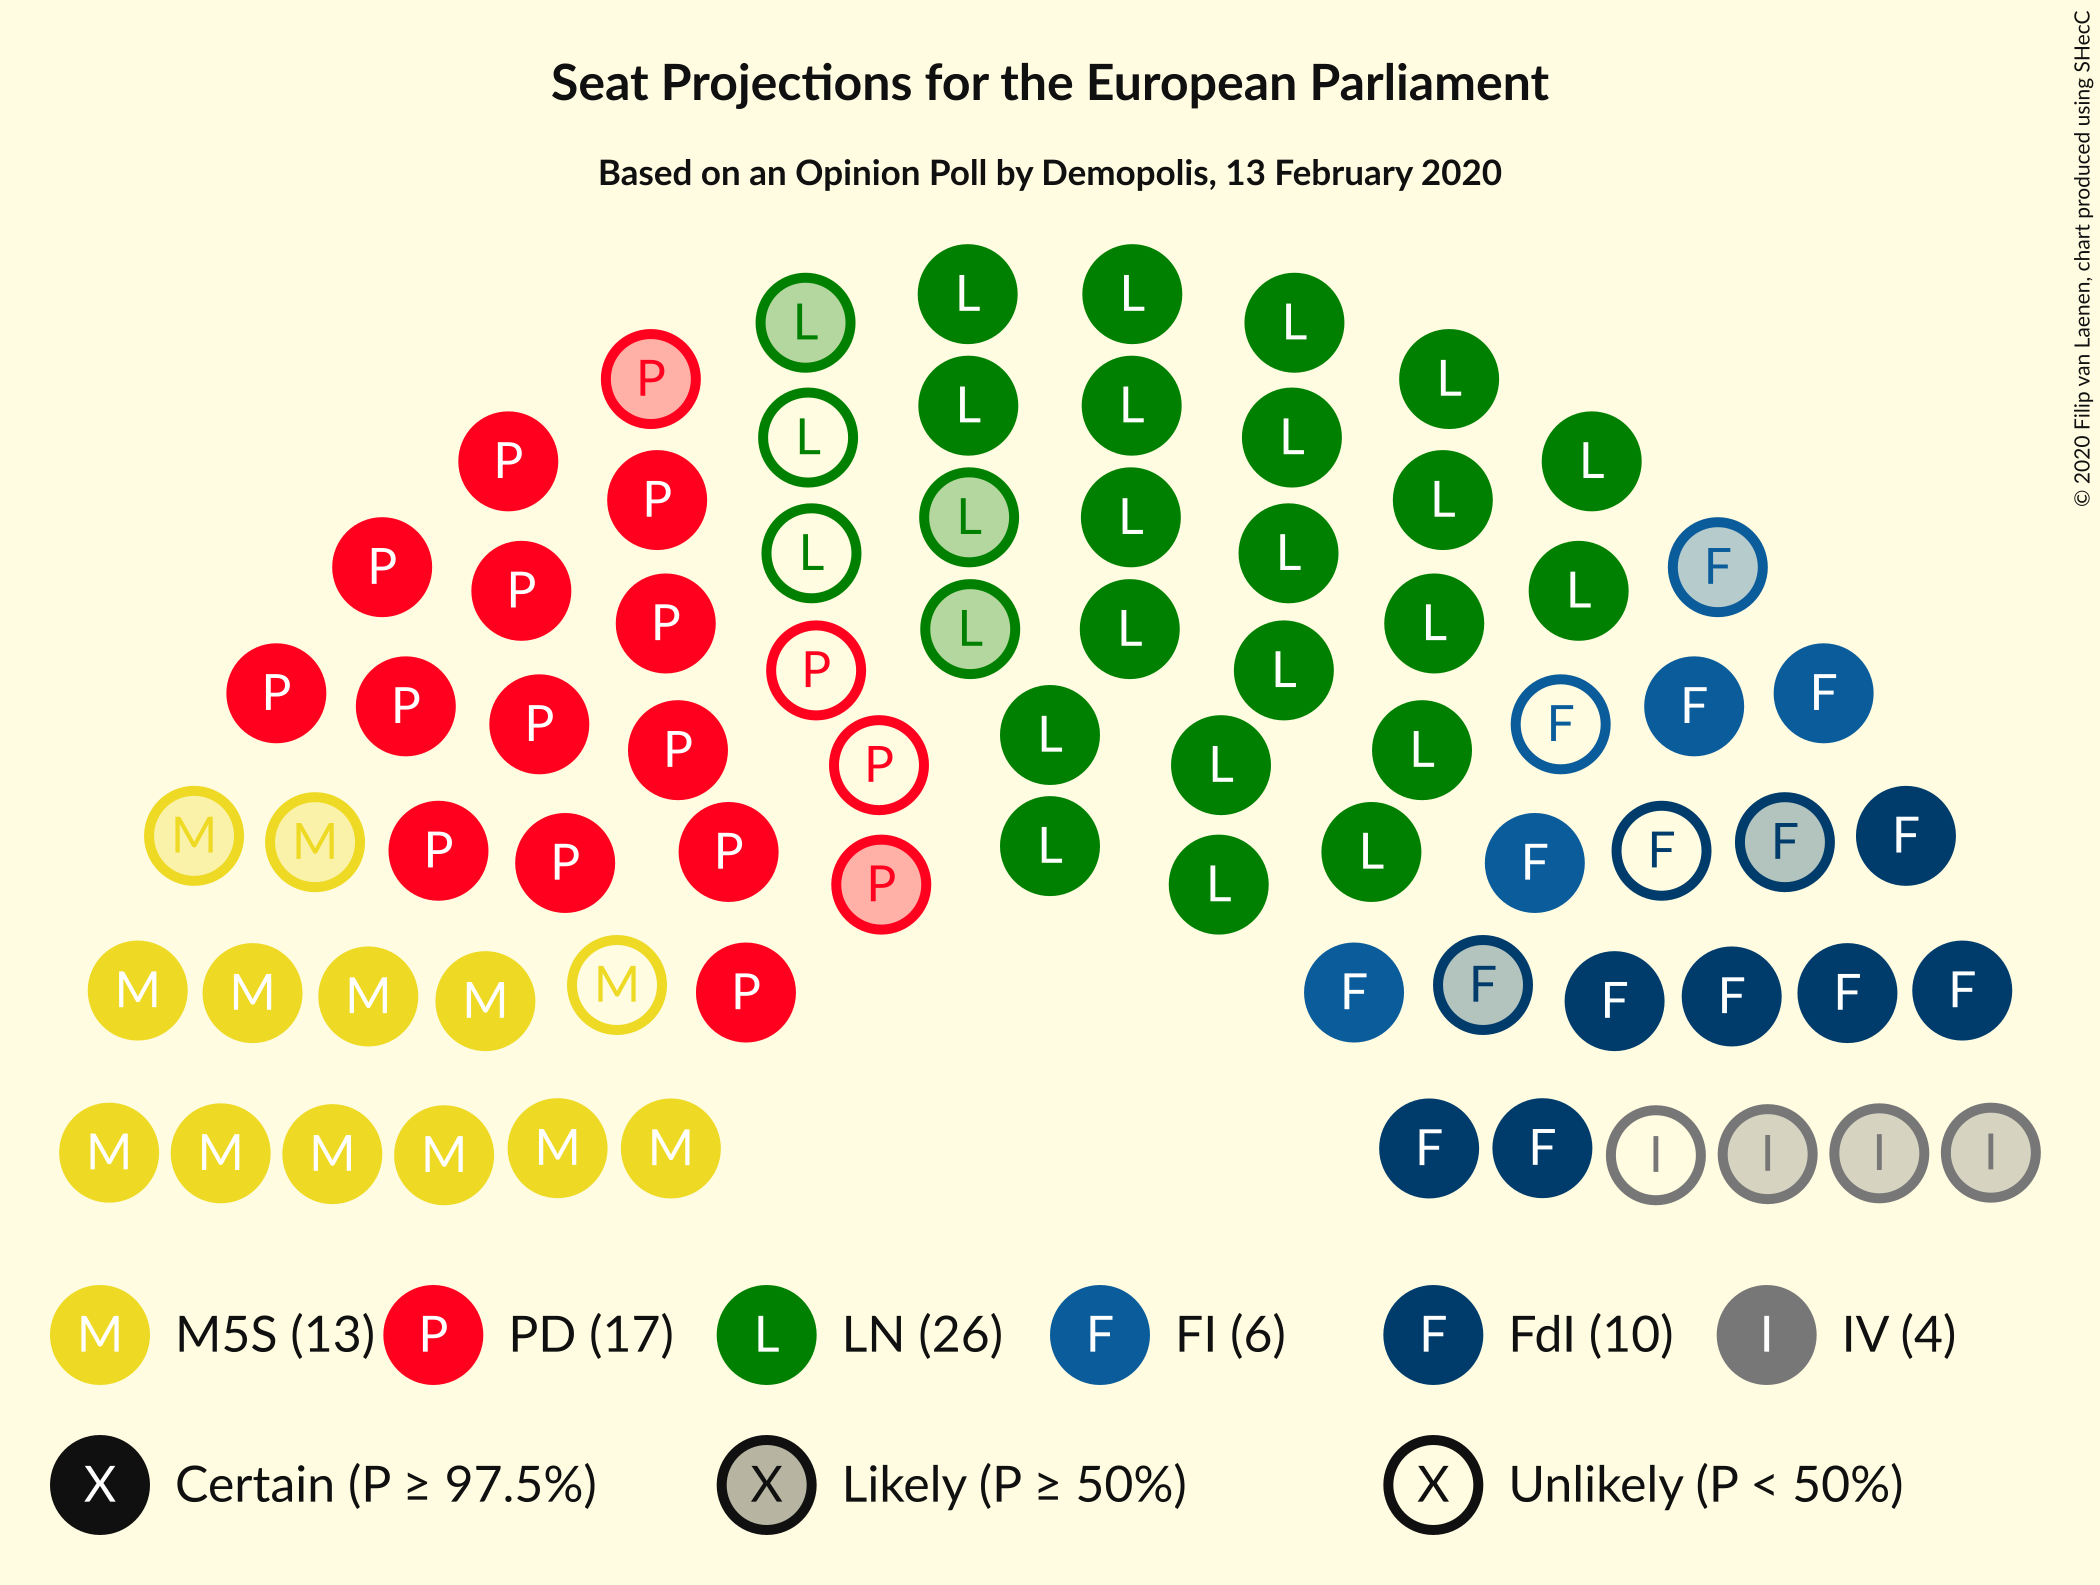 Seat Projections for the European Parliament
Based on an Opinion Poll by Demopolis, 13 February 2020
© 2020 Filip van Laenen, chart produced using SHecC
L L
L L
P L
L L
L L
P L
P L L
P L
L L
P L
P L
L L
P F
P L
P L L
P L
P P F F
P P F F
L
P L
P L
M F
M F
P F
L
P L
P F
P L
M M M M M P F F F F F F
M M M M M M F F I I I I
M M5S (13) P PD (17) L LN (26) F FI (6) F FdI (10) I IV (4)
X Certain (P ≥ 97.5%) X Likely (P ≥ 50%) X Unlikely (P < 50%)